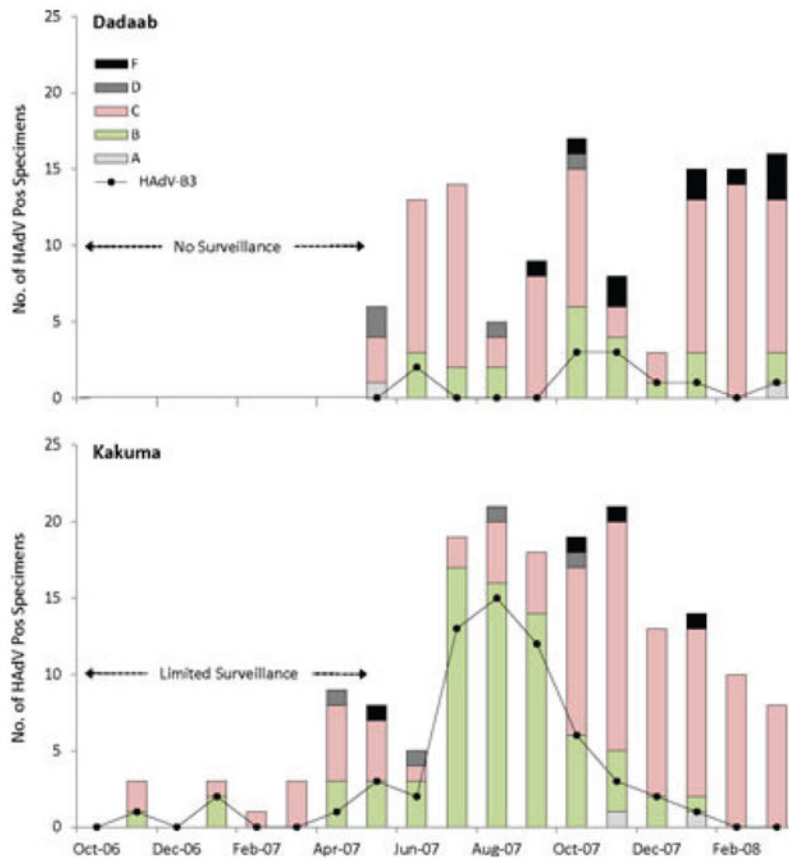 Dadaab
25
20
15
10
5
0
No. of HAdV Pos Specimens
F
D
C
B
A
HAdV-B3
No Surveillance
Kakuma
25
20
15
10
5
0
No. of HAdV Pos Specimens
Limited Surveillance
Oct-06 Dec-06 Feb-07 Apr-07 Jun-07 Aug-07 Oct-07 Dec-07 Feb-08